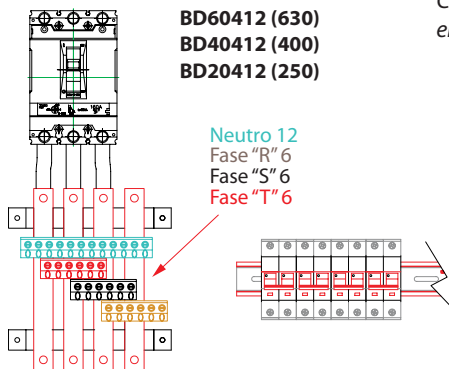 BD60412 (630)
BD40412 (400)
BD20412 (250)
C
Neutro 12
Fase "R" 6
Fase "S" 6
Fase "T" 6